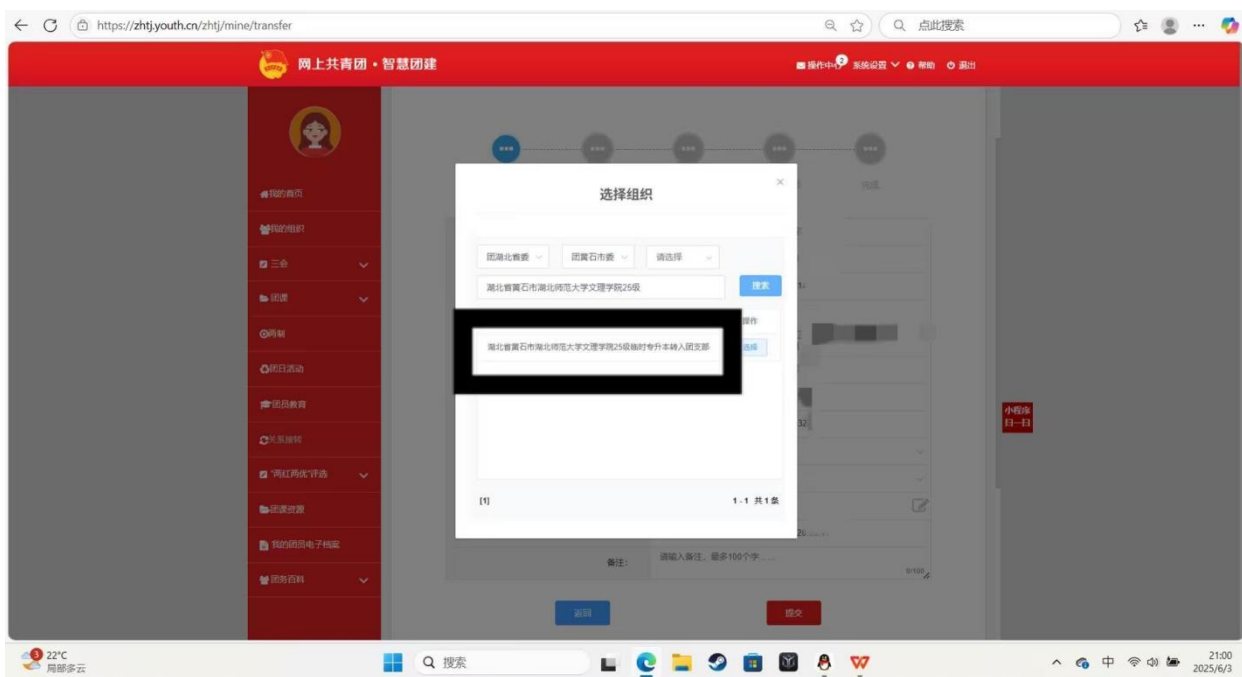 https://zhtj.youth.cn/zhtj/mine/transfer
点此搜索
网上共青团·智慧团建
操作中心 2 系统设置 帮助 退出
我的首页
我的组织
三会
团课
两制
团日活动
团员教育
关系接转
"两红两优"评选
团课资源
我的团员电子档案
团务百科
完成
选择组织
×
团湖北省委
团黄石市委
请选择
湖北省黄石市湖北师范大学文理学院25级
搜索
操作
湖北省黄石市湖北师范大学文理学院25级临时专升本转入团支部
选择
[1]
1-1 共1条
32
备注:
请输入备注,最多100个字……
0/100
返回
提交
小程序
扫一扫
3
22°C
局部多云
搜索
中
21:00
2025/6/3